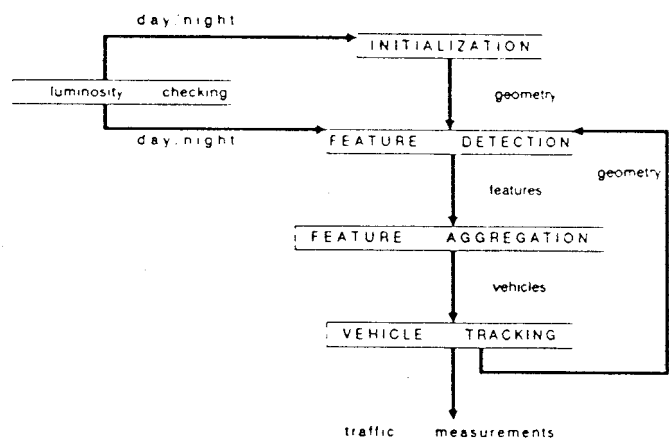 day/night
INITIALIZATION
luminosity checking
geometry
day/night
FEATURE DETECTION
geometry
features
FEATURE AGGREGATION
vehicles
VEHICLE TRACKING
traffic measurements